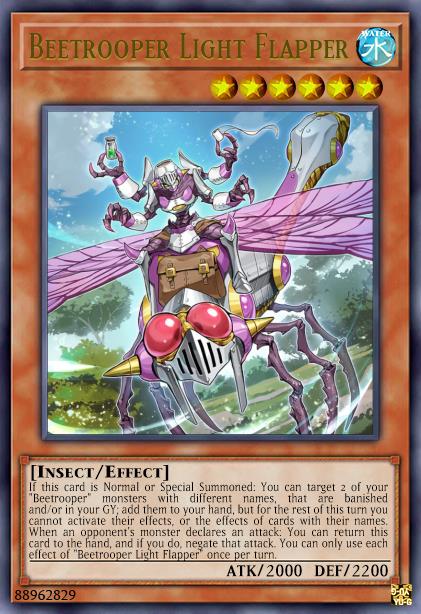 BEETROOPER LIGHT FLAPPER
WATER
水
[INSECT/EFFECT]
If this card is Normal or Special Summoned: You can target 2 of your
"Beetrooper" monsters with different names, that are banished
and/or in your GY; add them to your hand, but for the rest of this turn you
cannot activate their effects, or the effects of cards with their names.
When an opponent's monster declares an attack: You can return this
card to the hand, and if you do, negate that attack. You can only use each
effect of "Beetrooper Light Flapper" once per turn.
ATK/2000 DEF/2200
88962829